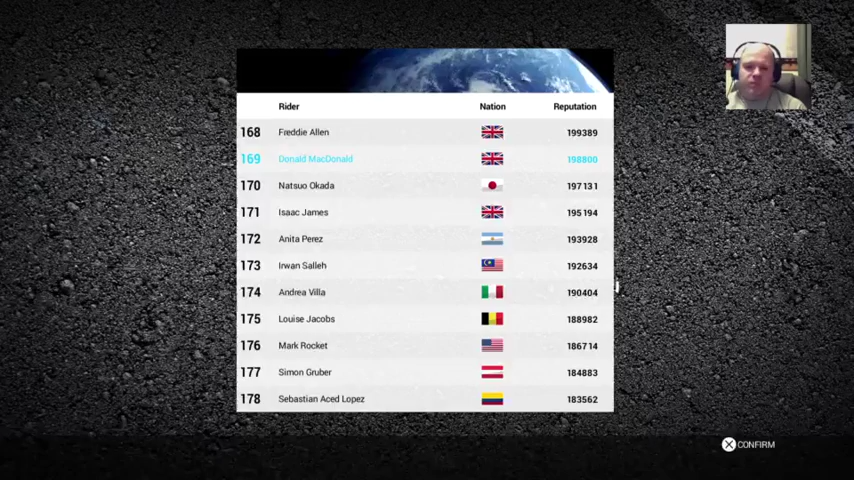 Rider Nation Reputation
168 Freddie Allen 199389
169 Donald MacDonald 198800
170 Natsuo Okada 197131
171 Isaac James 195194
172 Anita Perez 193928
173 Irwan Salleh 192634
174 Andrea Villa 190404
175 Louise Jacobs 188982
176 Mark Rocket 186714
177 Simon Gruber 184883
178 Sebastian Aced Lopez 183562
CONFIRM